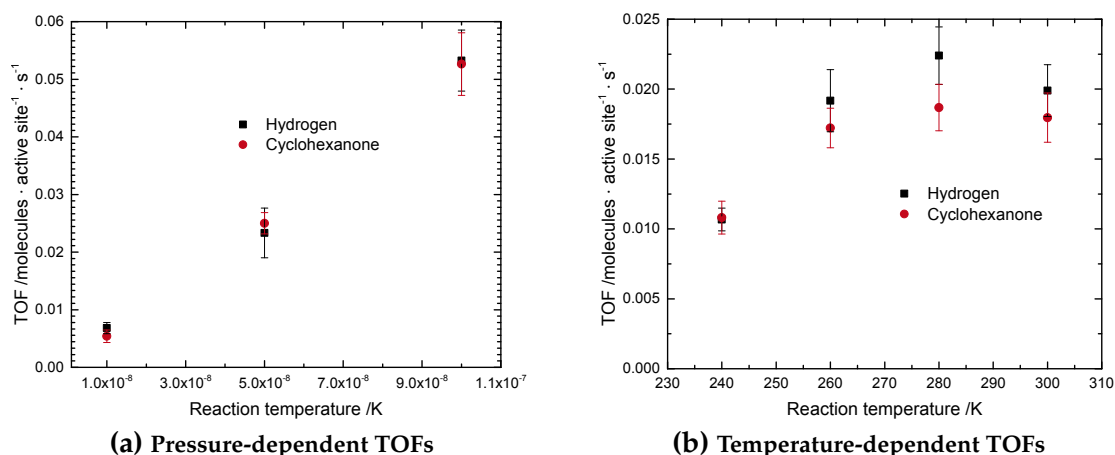 0.06
0.05
0.04
0.03
0.02
0.01
0.00
TOF /molecules · active site⁻¹ · s⁻¹
Hydrogen
Cyclohexanone
1.0x10⁻⁸ 3.0x10⁻⁸ 5.0x10⁻⁸ 7.0x10⁻⁸ 9.0x10⁻⁸ 1.1x10⁻⁷
Reaction temperature /K
(a) Pressure-dependent TOFs
0.025
0.020
0.015
0.010
0.005
0.000
TOF /molecules · active site⁻¹ · s⁻¹
Hydrogen
Cyclohexanone
230 240 250 260 270 280 290 300 310
Reaction temperature /K
(b) Temperature-dependent TOFs